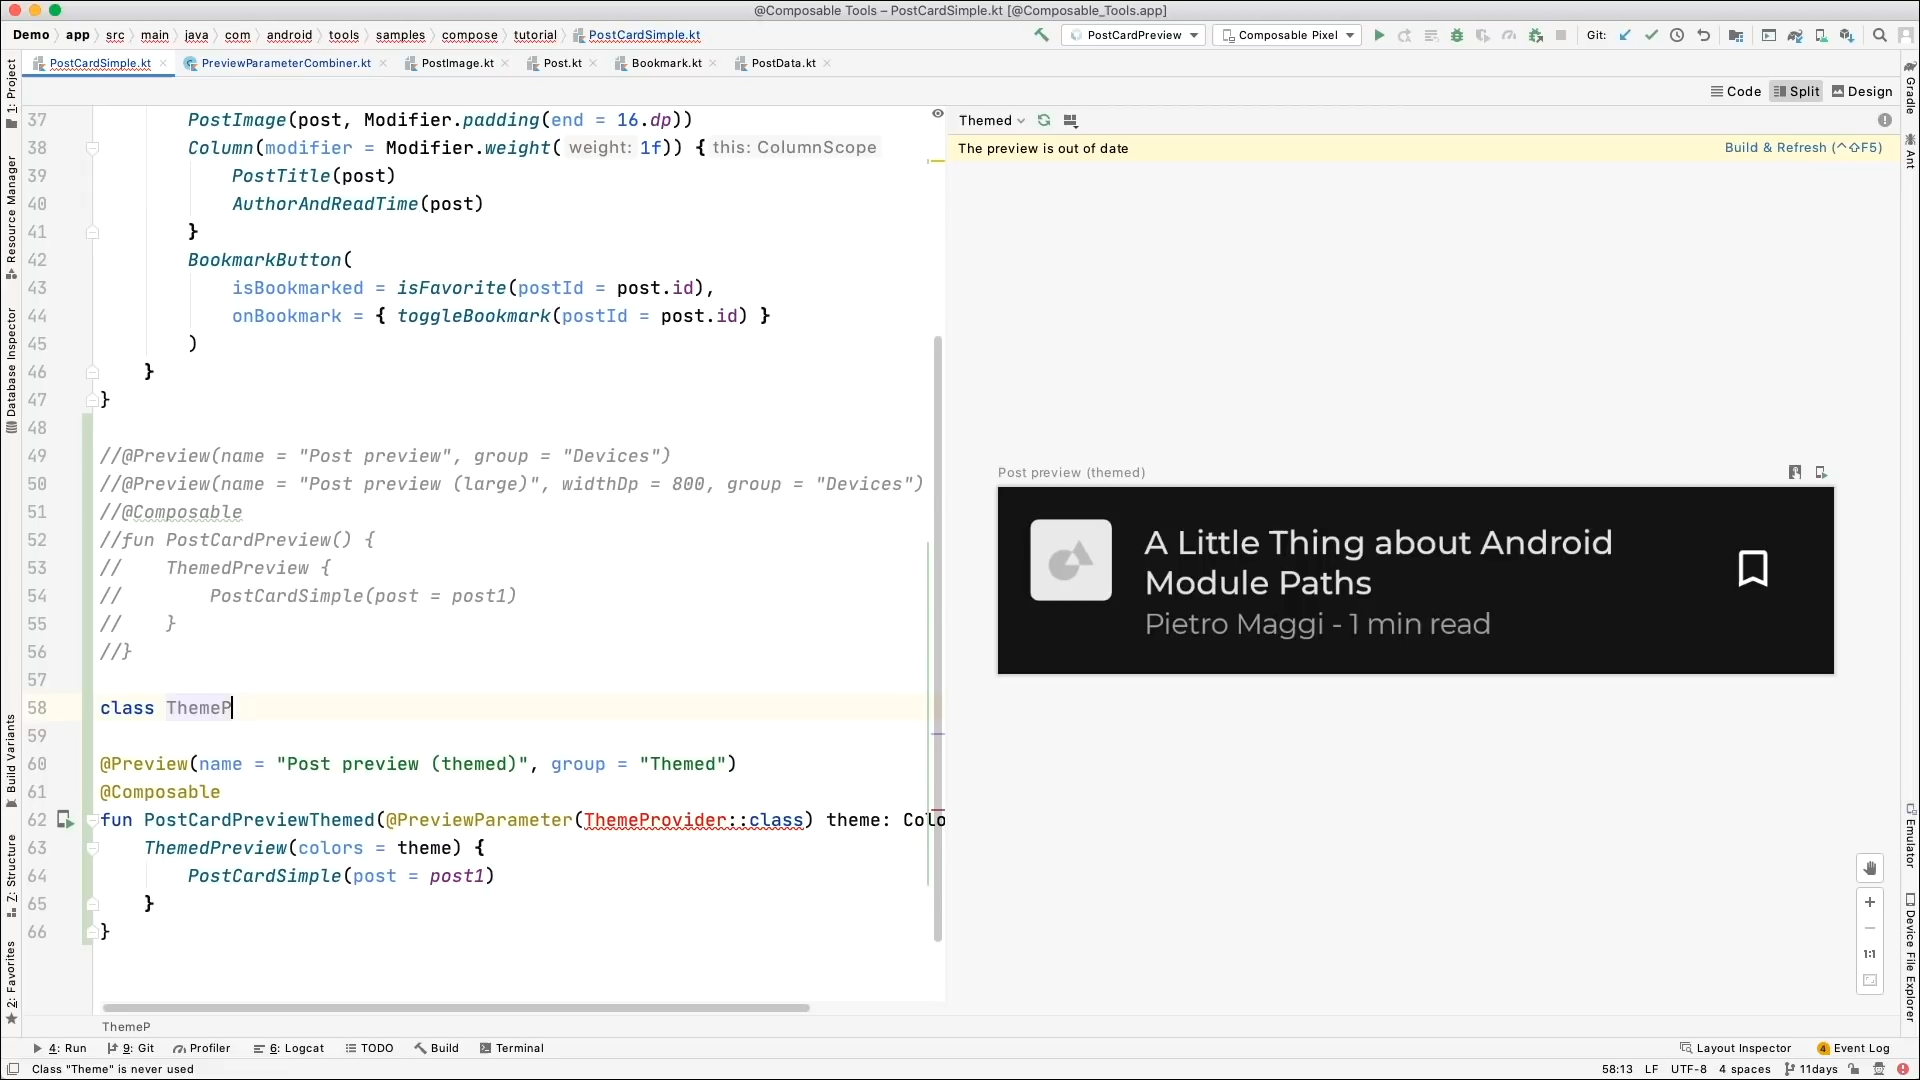 @Composable Tools – PostCardSimple.kt [@Composable_Tools.app]
Demo app src main java com android tools samples compose tutorial PostCardSimple.kt
PostCardPreview Composable Pixel Git:
PostCardSimple.kt PreviewParameterCombiner.kt PostImage.kt Post.kt Bookmark.kt PostData.kt
Code Split Design
1: Project
Resource Manager
Database Inspector
Build Variants
Z: Structure
2: Favorites
37 PostImage(post, Modifier.padding(end = 16.dp))
38 Column(modifier = Modifier.weight( weight: 1f)) { this: ColumnScope
39 PostTitle(post)
40 AuthorAndReadTime(post)
41 }
42 BookmarkButton(
43 isBookmarked = isFavorite(postId = post.id),
44 onBookmark = { toggleBookmark(postId = post.id) }
45 )
46 }
47 }
48
49 //@Preview(name = "Post preview", group = "Devices")
50 //@Preview(name = "Post preview (large)", widthDp = 800, group = "Devices")
51 //@Composable
52 //fun PostCardPreview() {
53 // ThemedPreview {
54 // PostCardSimple(post = post1)
55 // }
56 //}
57
58 class ThemeP
59
60 @Preview(name = "Post preview (themed)", group = "Themed")
61 @Composable
62 fun PostCardPreviewThemed(@PreviewParameter(ThemeProvider::class) theme: Colo
63 ThemedPreview(colors = theme) {
64 PostCardSimple(post = post1)
65 }
66 }
Themed
The preview is out of date Build & Refresh (^⇧F5)
Post preview (themed)
A Little Thing about Android
Module Paths
Pietro Maggi - 1 min read
1:1
Gradle
Ant
Emulator
Device File Explorer
ThemeP
4: Run 9: Git Profiler 6: Logcat TODO Build Terminal Layout Inspector 4 Event Log
Class "Theme" is never used 58:13 LF UTF-8 4 spaces 11days